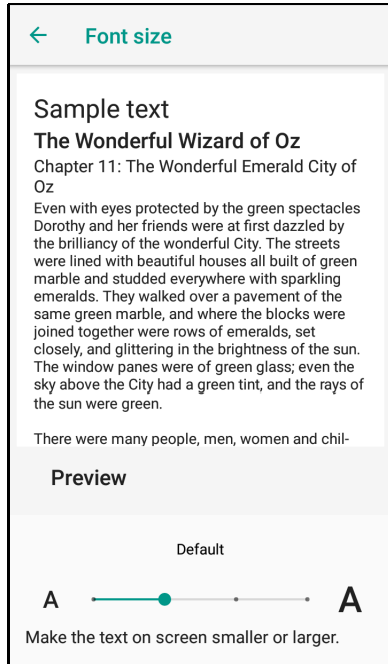 Font size
Sample text
The Wonderful Wizard of Oz
Chapter 11: The Wonderful Emerald City of
Oz
Even with eyes protected by the green spectacles
Dorothy and her friends were at first dazzled by
the brilliancy of the wonderful City. The streets
were lined with beautiful houses all built of green
marble and studded everywhere with sparkling
emeralds. They walked over a pavement of the
same green marble, and where the blocks were
joined together were rows of emeralds, set
closely, and glittering in the brightness of the sun.
The window panes were of green glass; even the
sky above the City had a green tint, and the rays of
the sun were green.
There were many people, men, women and chil-
Preview
Default
A A
Make the text on screen smaller or larger.